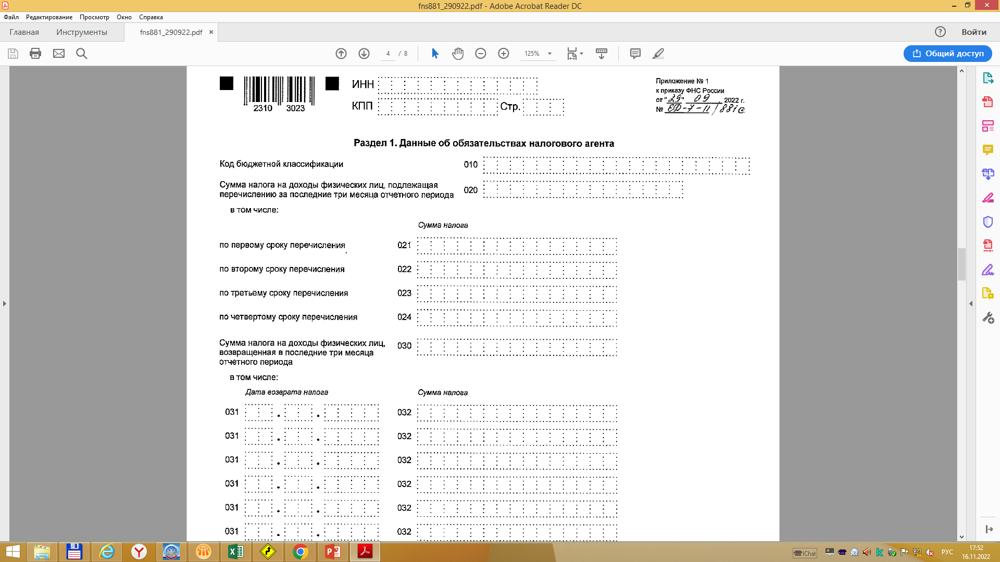 fns881_290922.pdf - Adobe Acrobat Reader DC
Файл Редактирование Просмотр Окно Справка
Главная Инструменты fns881_290922.pdf × Войти
4 / 8 125% Общий доступ
ИНН
КПП Стр.
2310 3023
Приложение № 1
к приказу ФНС России
от "29" 09 2022 г.
№ ЕД-7-11/881@
Раздел 1. Данные об обязательствах налогового агента
Код бюджетной классификации 010
Сумма налога на доходы физических лиц, подлежащая
перечислению за последние три месяца отчетного периода 020
в том числе:
Сумма налога
по первому сроку перечисления 021
по второму сроку перечисления 022
по третьему сроку перечисления 023
по четвертому сроку перечисления 024
Сумма налога на доходы физических лиц, 030
возвращенная в последние три месяца
отчетного периода
в том числе:
Дата возврата налога Сумма налога
031 . . 032
031 . . 032
031 . . 032
031 . . 032
031 . . 032
031 . . 032
IChat РУС 17:52
16.11.2022